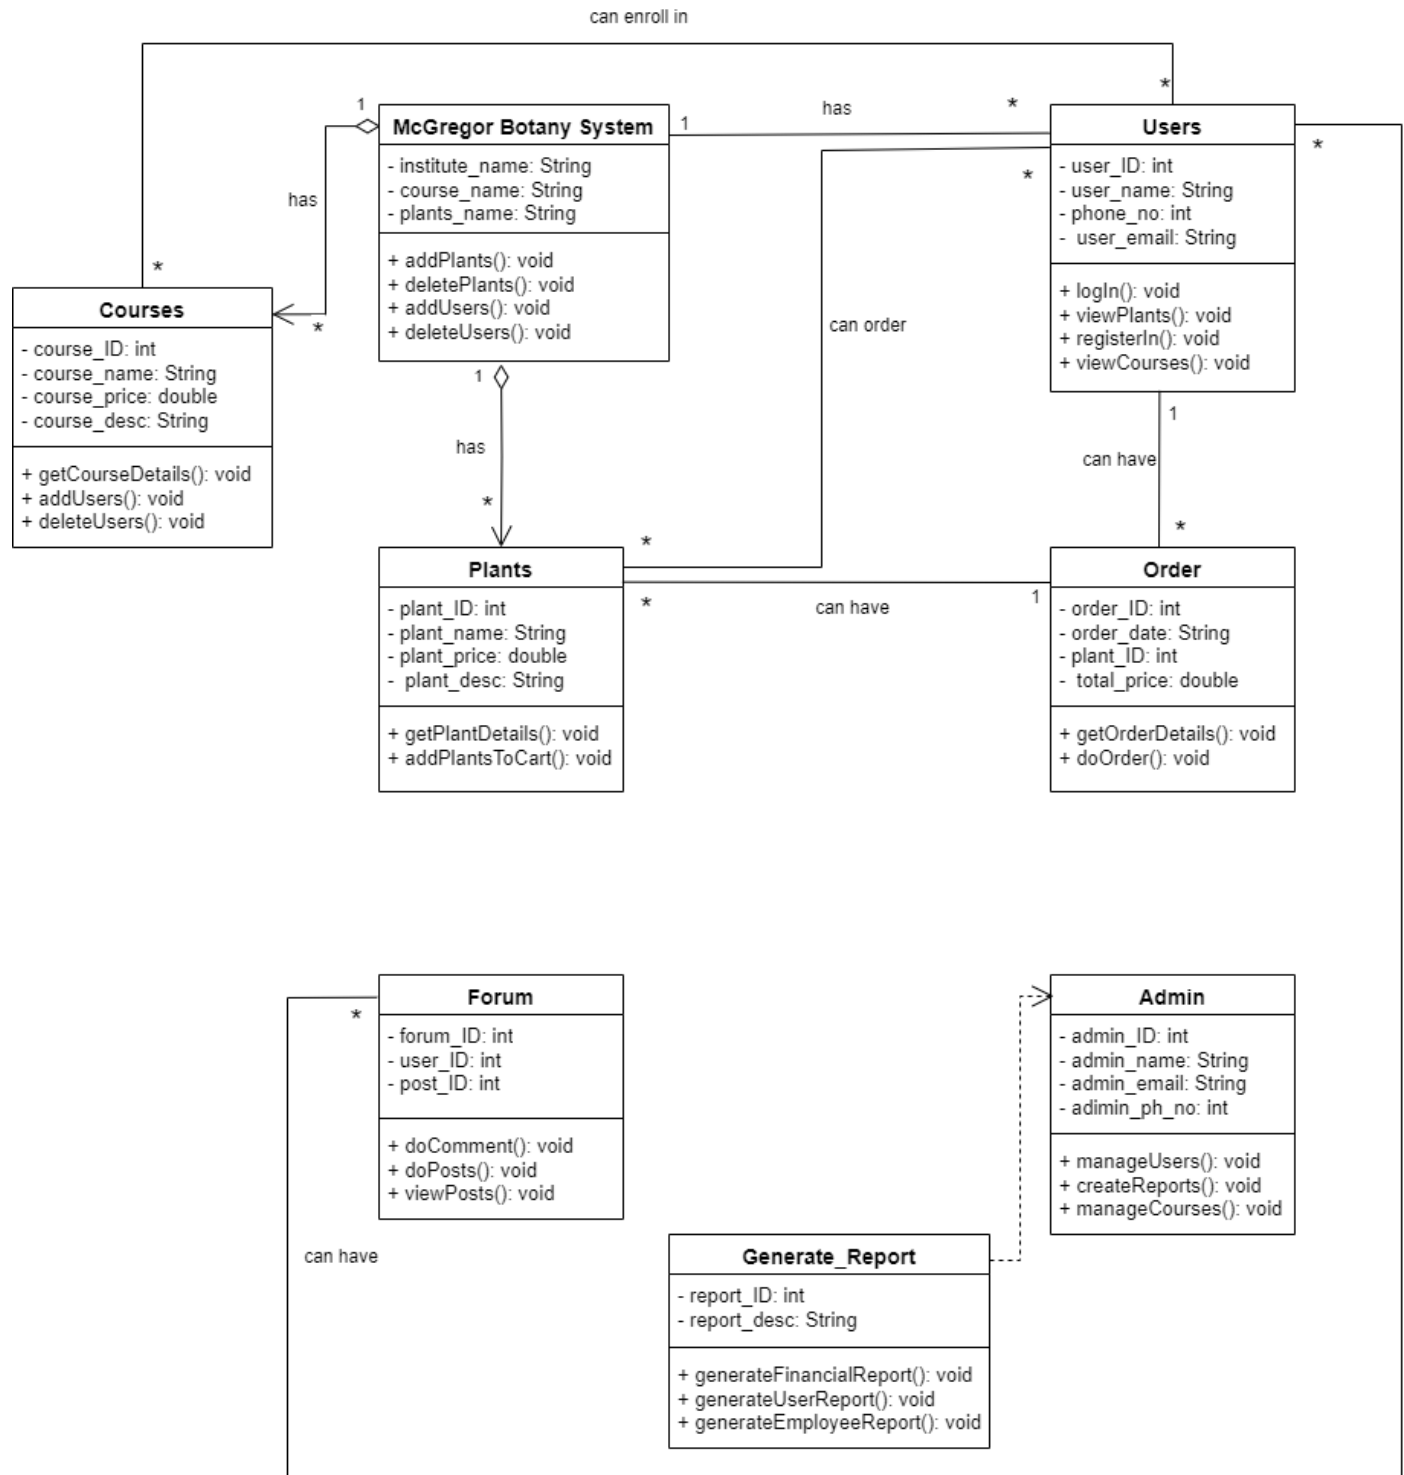 can enroll in
*
1
McGregor Botany System
- institute_name: String
- course_name: String
- plants_name: String
+ addPlants(): void
+ deletePlants(): void
+ addUsers(): void
+ deleteUsers(): void
1
has
*
Users
- user_ID: int
- user_name: String
- phone_no: int
- user_email: String
+ logIn(): void
+ viewPlants(): void
+ registerIn(): void
+ viewCourses(): void
*
*
has
*
*
Courses
- course_ID: int
- course_name: String
- course_price: double
- course_desc: String
+ getCourseDetails(): void
+ addUsers(): void
+ deleteUsers(): void
can order
1
has
*
1
can have
*
*
Plants
- plant_ID: int
- plant_name: String
- plant_price: double
- plant_desc: String
+ getPlantDetails(): void
+ addPlantsToCart(): void
*
can have
1
Order
- order_ID: int
- order_date: String
- plant_ID: int
- total_price: double
+ getOrderDetails(): void
+ doOrder(): void
*
Forum
- forum_ID: int
- user_ID: int
- post_ID: int
+ doComment(): void
+ doPosts(): void
+ viewPosts(): void
Admin
- admin_ID: int
- admin_name: String
- admin_email: String
- adimin_ph_no: int
+ manageUsers(): void
+ createReports(): void
+ manageCourses(): void
can have
Generate_Report
- report_ID: int
- report_desc: String
+ generateFinancialReport(): void
+ generateUserReport(): void
+ generateEmployeeReport(): void